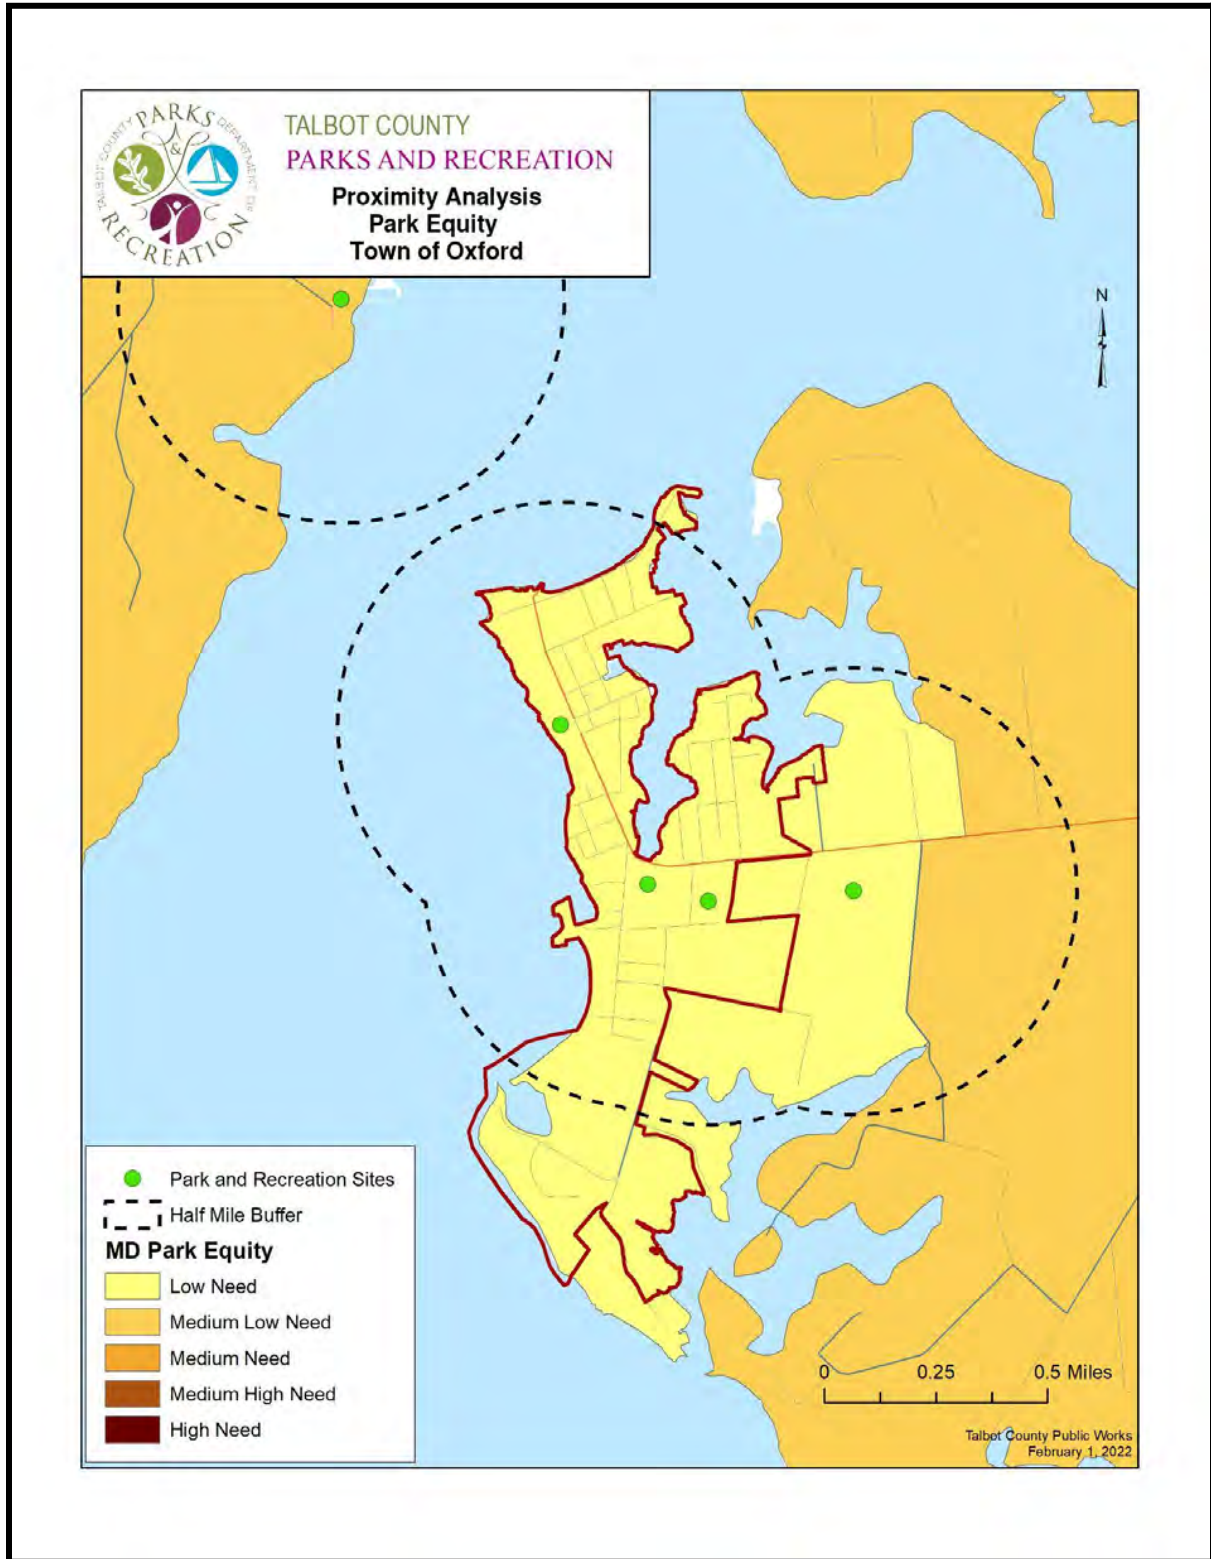 TALBOT COUNTY PARKS & RECREATION DEPARTMENT OF
TALBOT COUNTY
PARKS AND RECREATION
Proximity Analysis
Park Equity
Town of Oxford
N
Park and Recreation Sites
Half Mile Buffer
MD Park Equity
Low Need
Medium Low Need
Medium Need
Medium High Need
High Need
0 0.25 0.5 Miles
Talbot County Public Works
February 1, 2022